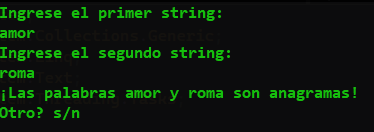 Ingrese el primer string:
amor
Ingrese el segundo string:
roma
¡Las palabras amor y roma son anagramas!
Otro? s/n